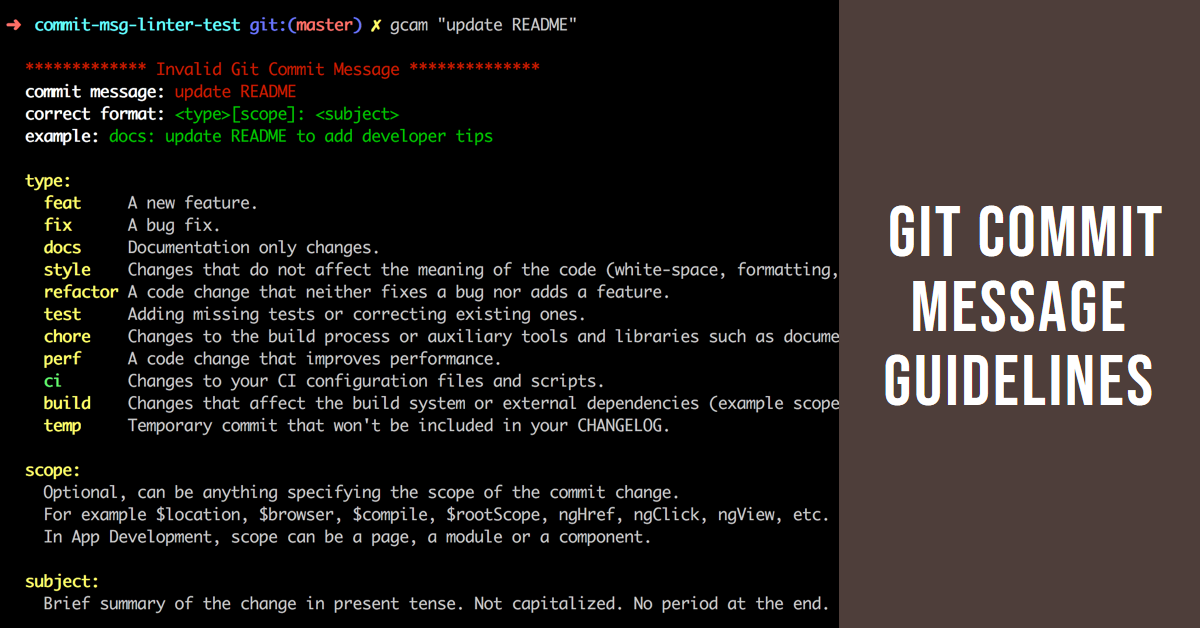 ➜ commit-msg-linter-test git:(master) ✗ gcam "update README"
************* Invalid Git Commit Message **************
commit message: update README
correct format: <type>[scope]: <subject>
example: docs: update README to add developer tips
type:
feat A new feature.
fix A bug fix.
docs Documentation only changes.
style Changes that do not affect the meaning of the code (white-space, formatting,
refactor A code change that neither fixes a bug nor adds a feature.
test Adding missing tests or correcting existing ones.
chore Changes to the build process or auxiliary tools and libraries such as docume
perf A code change that improves performance.
ci Changes to your CI configuration files and scripts.
build Changes that affect the build system or external dependencies (example scope
temp Temporary commit that won't be included in your CHANGELOG.
scope:
Optional, can be anything specifying the scope of the commit change.
For example $location, $browser, $compile, $rootScope, ngHref, ngClick, ngView, etc.
In App Development, scope can be a page, a module or a component.
subject:
Brief summary of the change in present tense. Not capitalized. No period at the end.
GIT COMMIT
MESSAGE
GUIDELINES